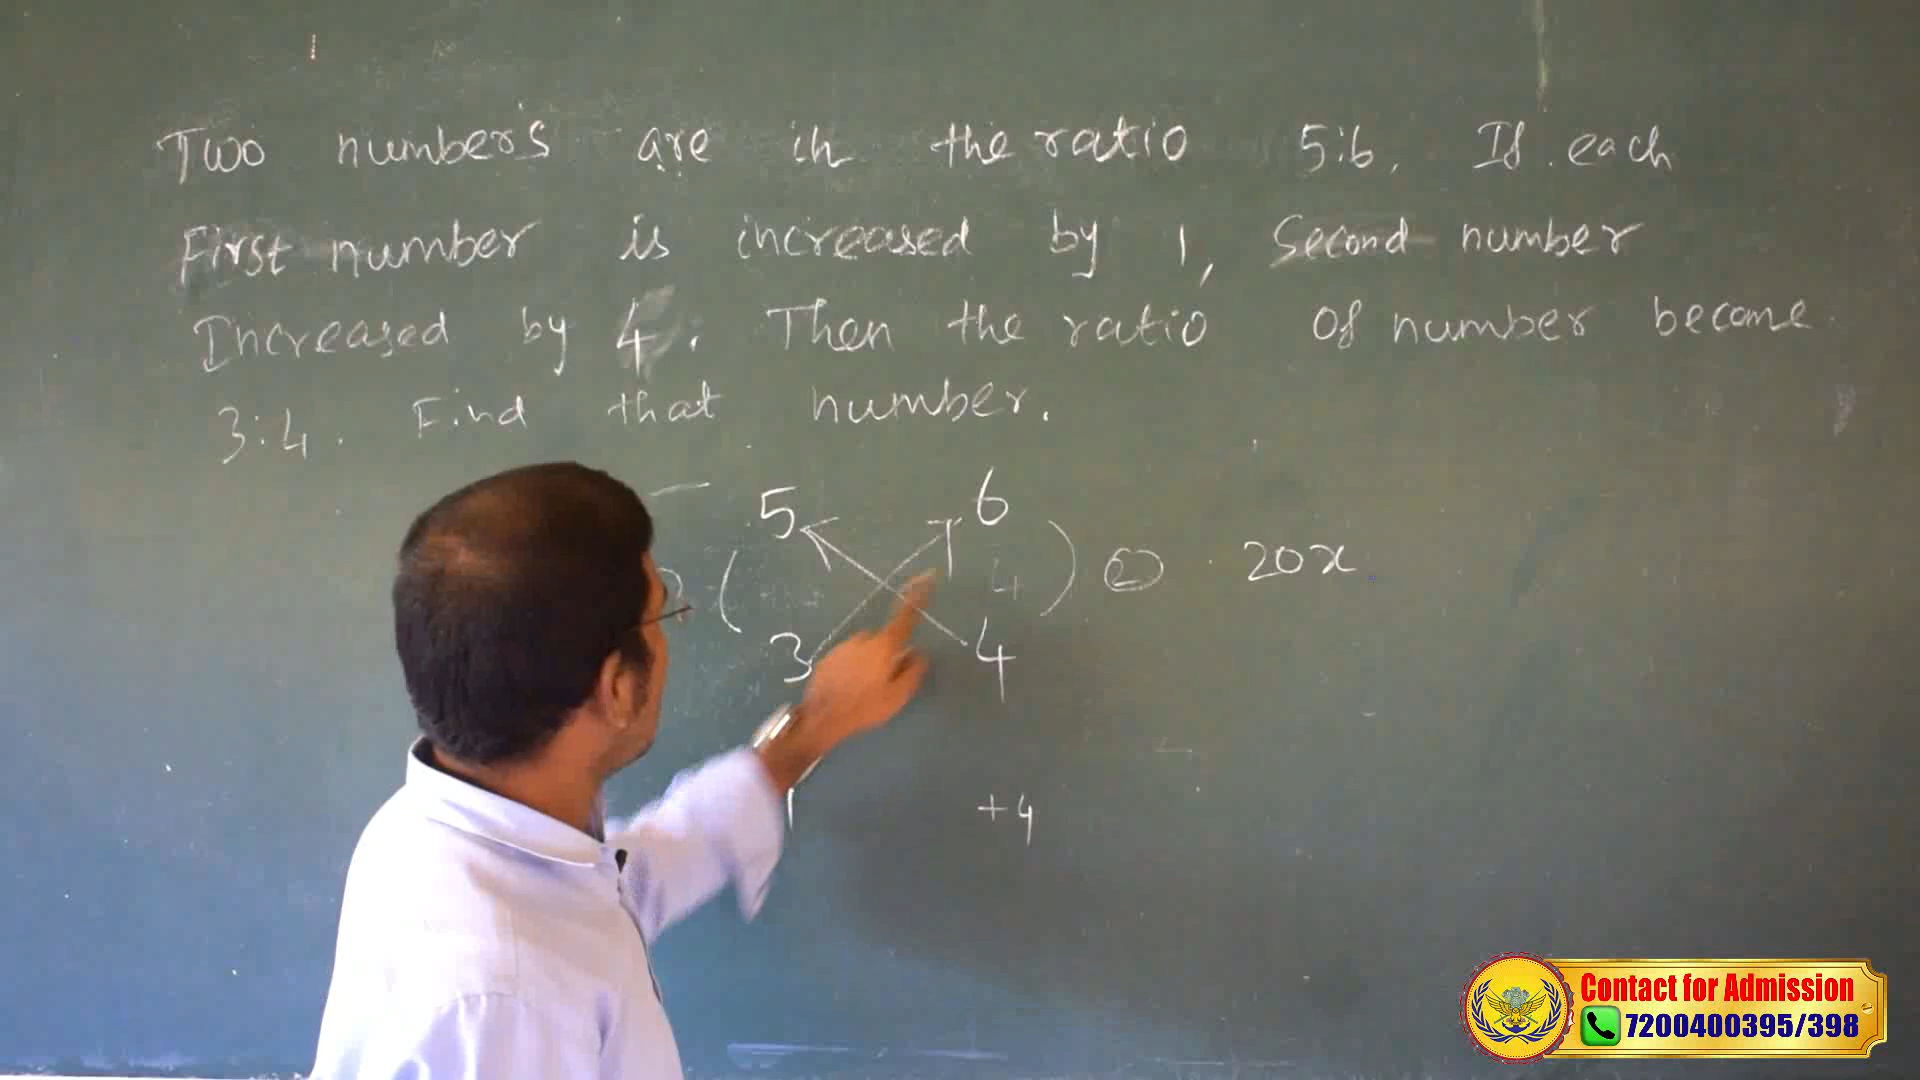 Two numbers are in the ratio 5:6. If each
First number is increased by 1, Second number
Increased by 4. Then the ratio of number become
3:4. Find that number.
5 6
4
20x
3 4
+4
Contact for Admission
7200400395/398